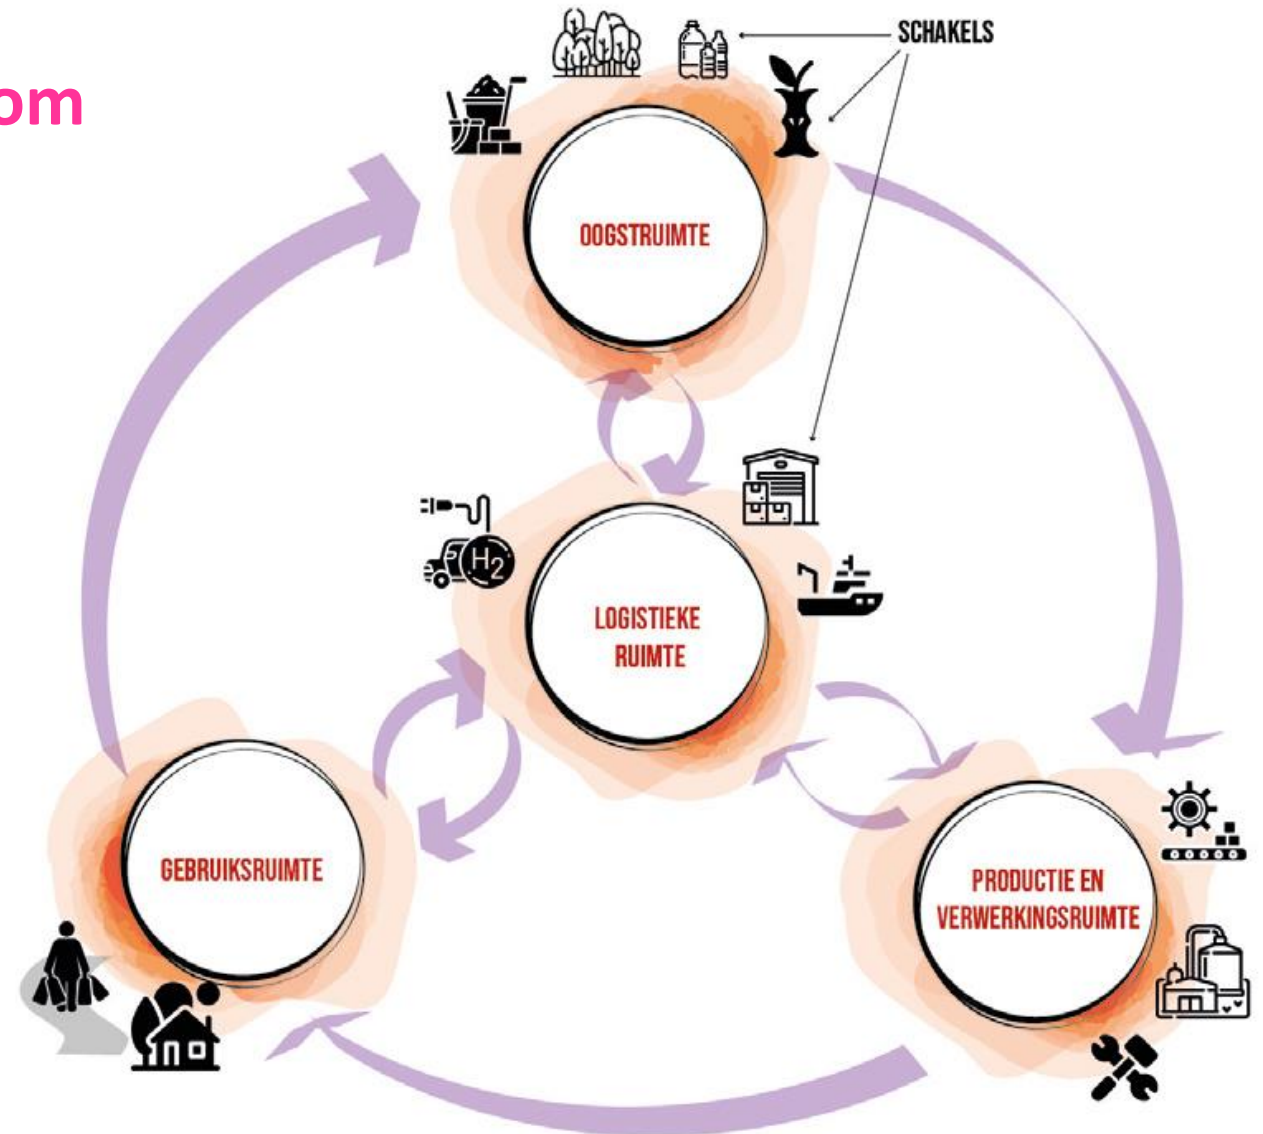 om
SCHAKELS
OOGSTRUIMTE
H2
LOGISTIEKE
RUIMTE
GEBRUIKSRUIMTE
PRODUCTIE EN
VERWERKINGSRUIMTE